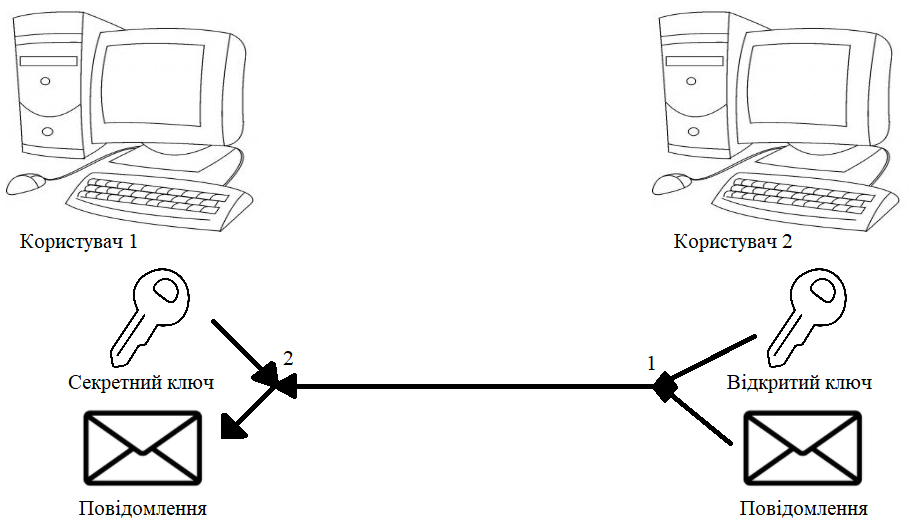 Користувач 1
Користувач 2
2
1
Секретний ключ
Відкритий ключ
Повідомлення
Повідомлення